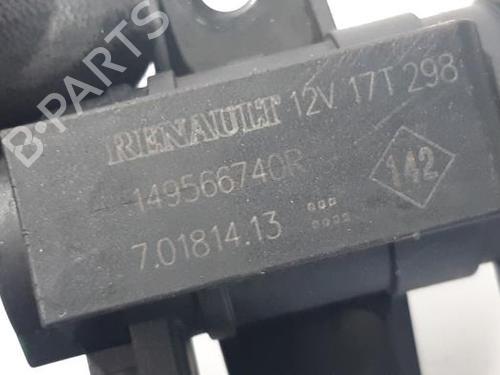 RENAULT 12V 17T 298
149566740R
142
7.01814.13
B-PARTS